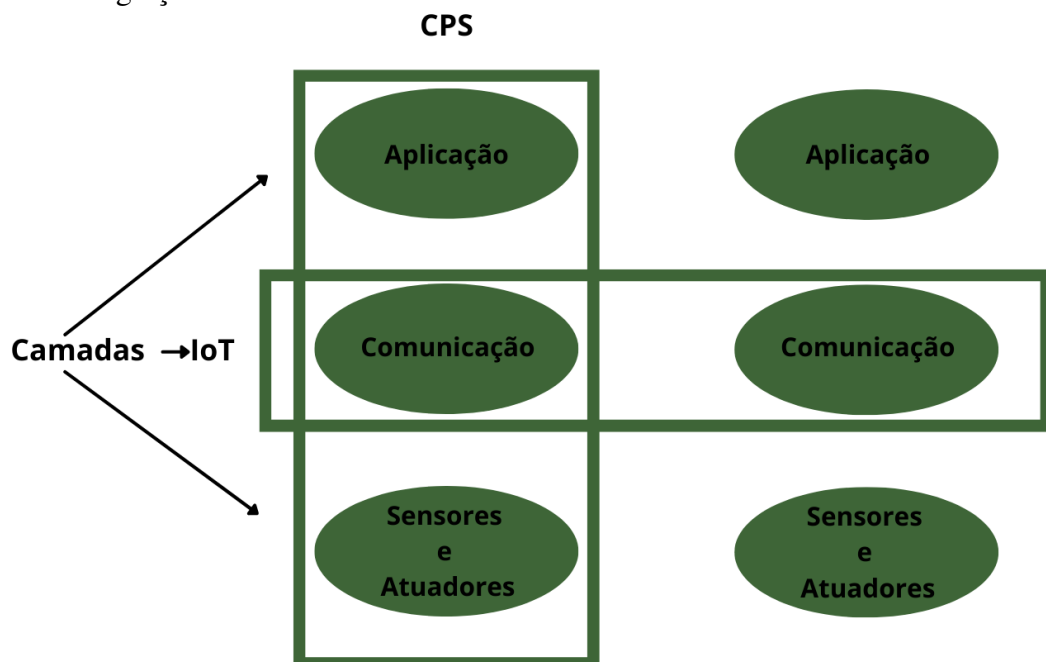 CPS
Aplicação
Aplicação
Camadas → IoT
Comunicação
Comunicação
Sensores
e
Atuadores
Sensores
e
Atuadores